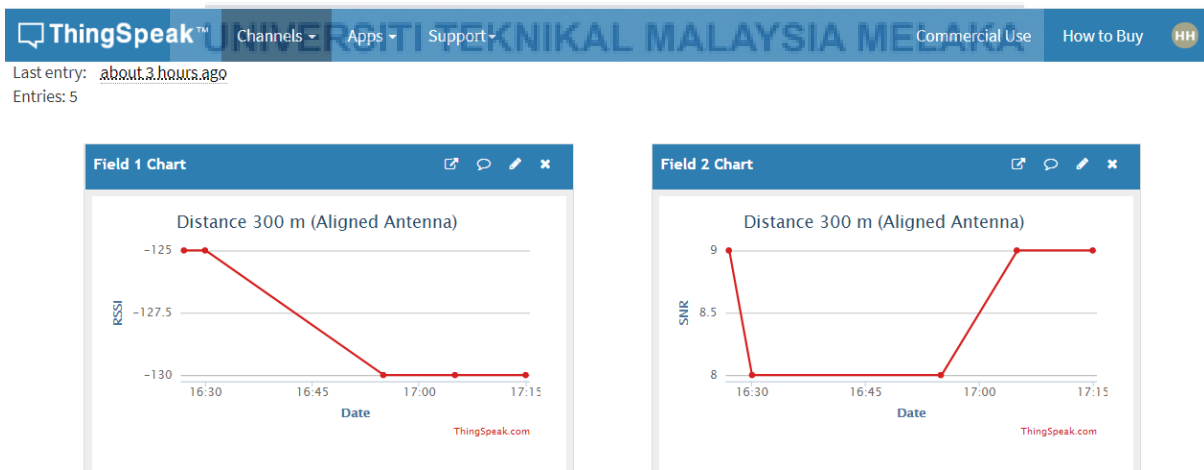 ThingSpeak™ Channels Apps Support Commercial Use How to Buy HH
UNIVERSITI TEKNIKAL MALAYSIA MELAKA
Last entry: about 3 hours ago
Entries: 5
Field 1 Chart
Distance 300 m (Aligned Antenna)
−125
−127.5
−130
RSSI
16:30 16:45 17:00 17:15
Date
ThingSpeak.com
Field 2 Chart
Distance 300 m (Aligned Antenna)
9
8.5
8
SNR
16:30 16:45 17:00 17:15
Date
ThingSpeak.com